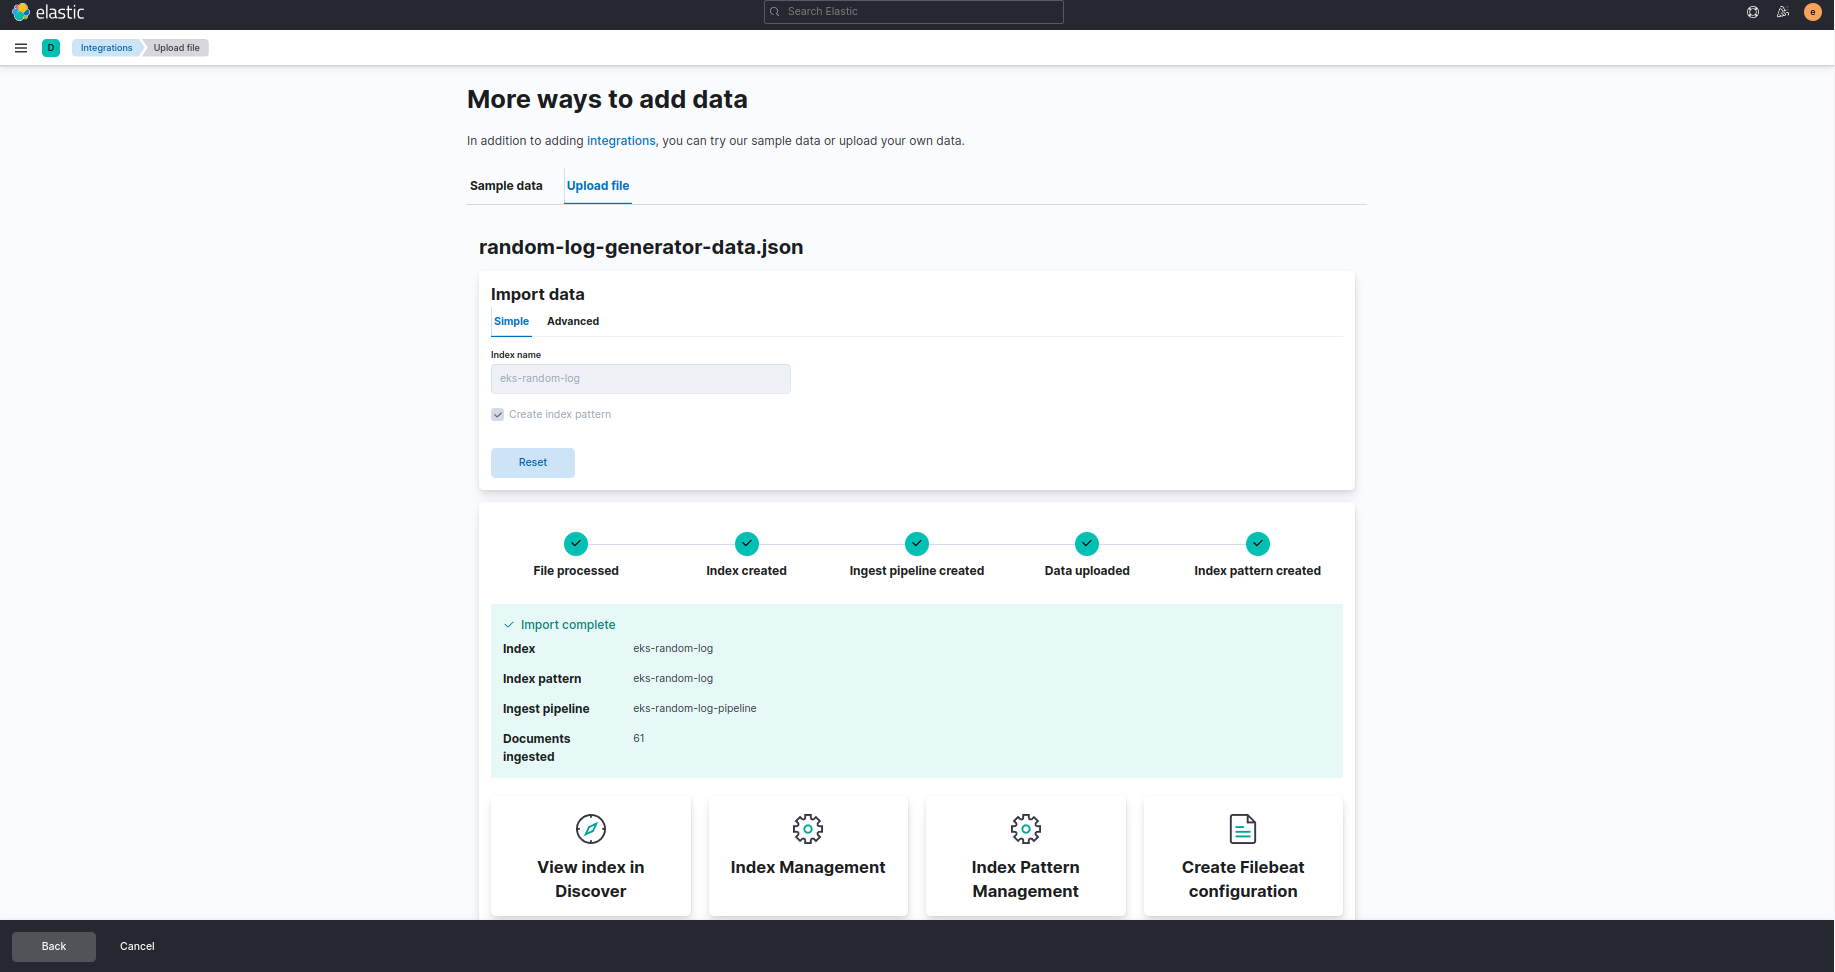 elastic
Search Elastic
e
D
Integrations
Upload file
More ways to add data
In addition to adding integrations, you can try our sample data or upload your own data.
Sample data
Upload file
random-log-generator-data.json
Import data
Simple
Advanced
Index name
eks-random-log
Create index pattern
Reset
File processed
Index created
Ingest pipeline created
Data uploaded
Index pattern created
Import complete
Index
eks-random-log
Index pattern
eks-random-log
Ingest pipeline
eks-random-log-pipeline
Documents
ingested
61
View index in
Discover
Index Management
Index Pattern
Management
Create Filebeat
configuration
Back
Cancel